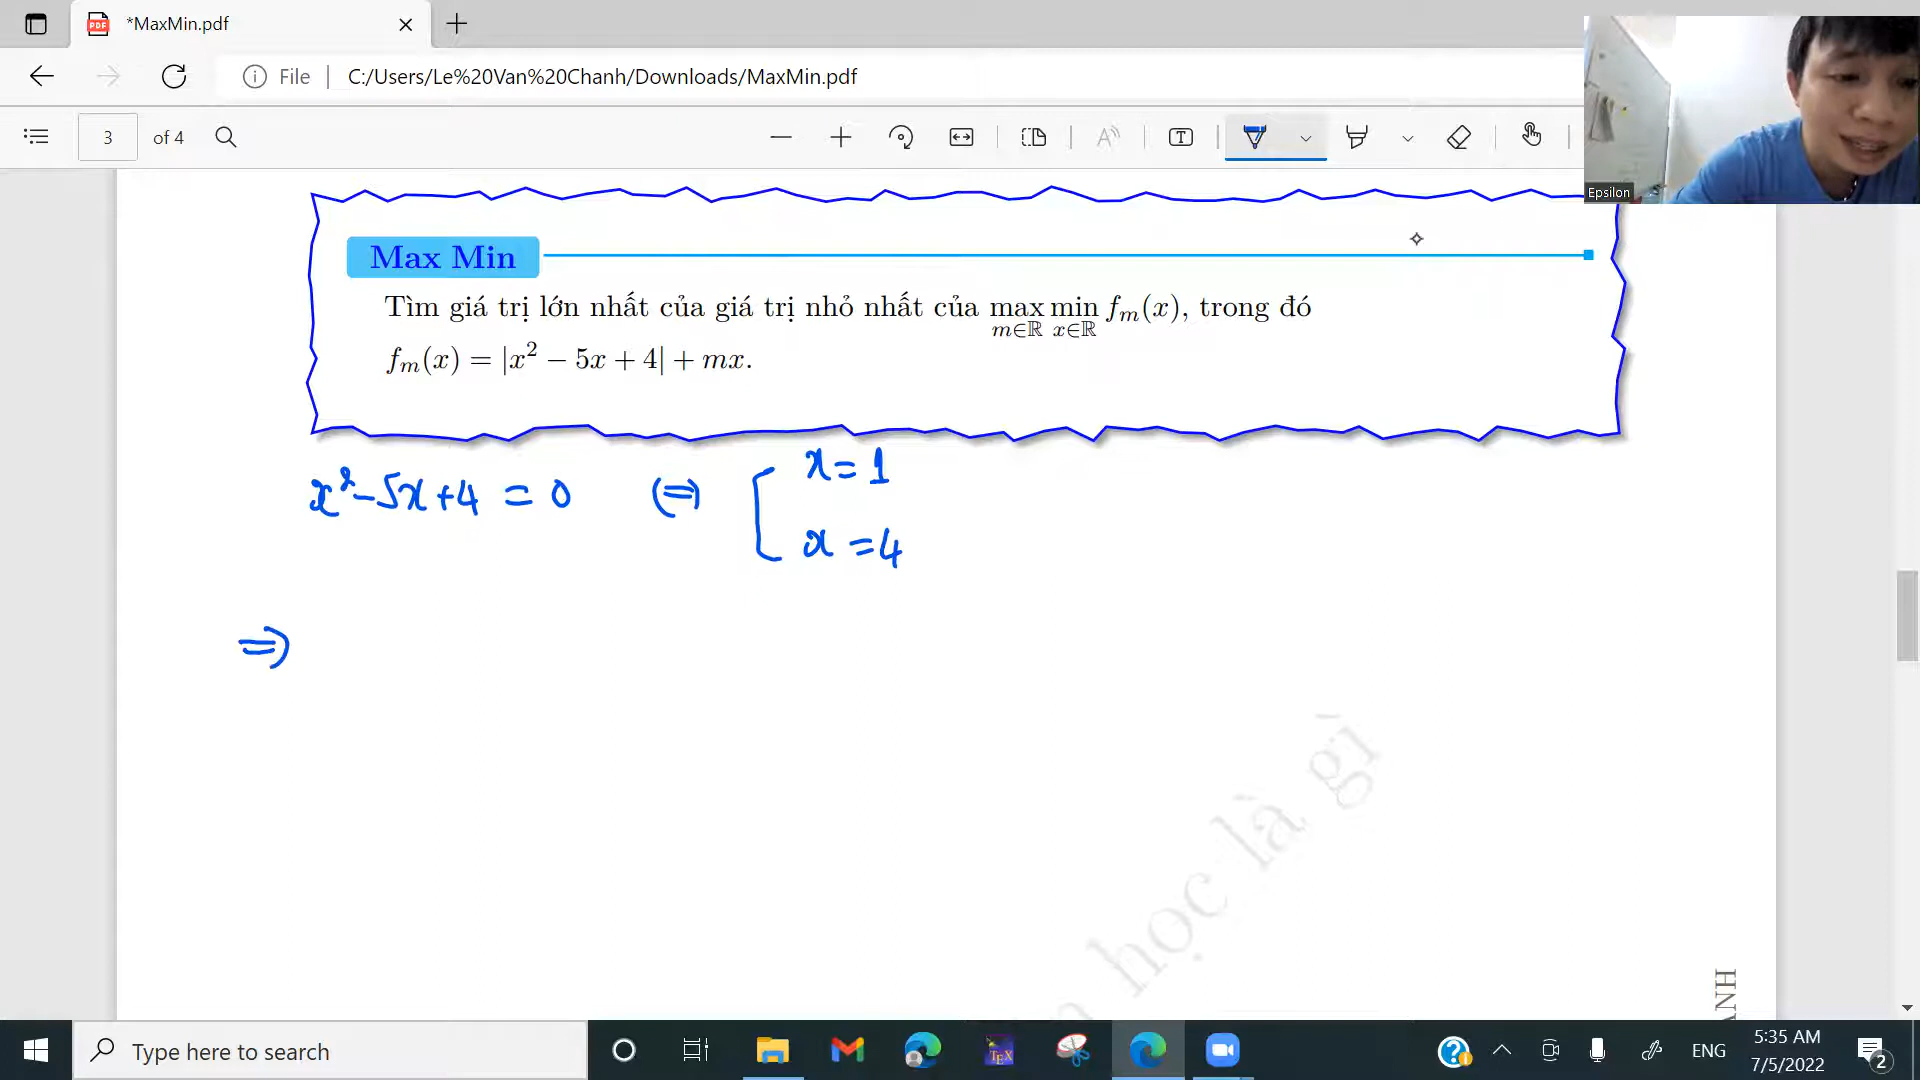 *MaxMin.pdf
File | C:/Users/Le%20Van%20Chanh/Downloads/MaxMin.pdf
3 of 4
Epsilon
Max Min
Tìm giá trị lớn nhất của giá trị nhỏ nhất của max min fₘ(x), trong đó
m∈ℝ x∈ℝ
fₘ(x) = |x² − 5x + 4| + mx.
x² − 5x + 4 = 0 (=) [ x = 1
x = 4
=>
học là gì
HNV
Type here to search
TEX
ENG
5:35 AM
7/5/2022
2